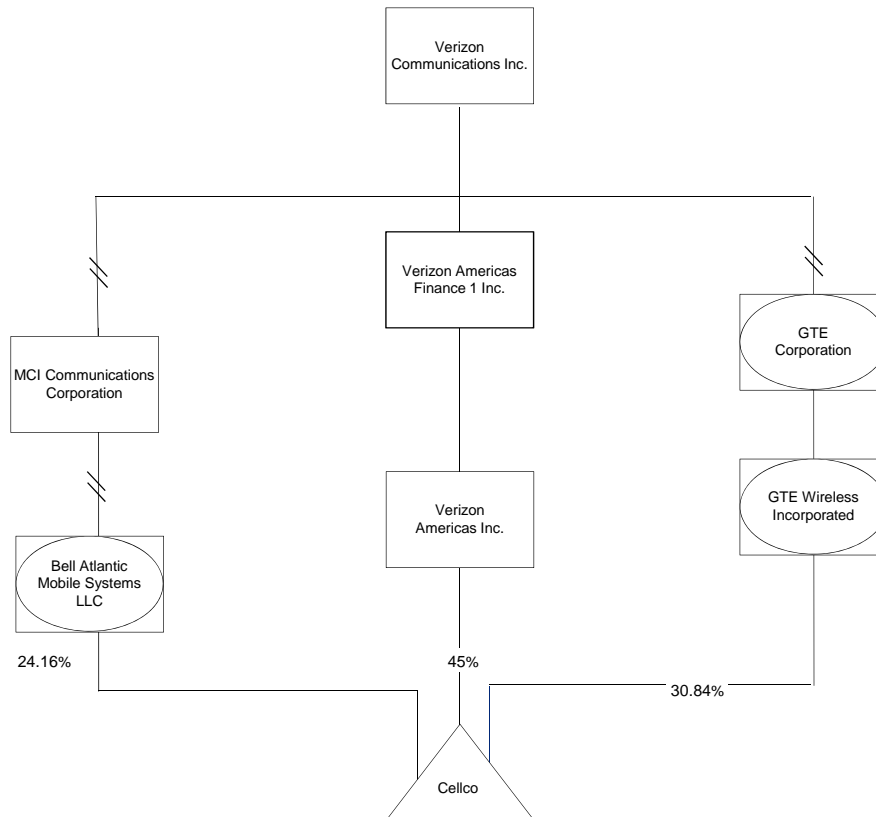 Verizon
Communications Inc.
Verizon Americas
Finance 1 Inc.
GTE
Corporation
MCI Communications
Corporation
GTE Wireless
Incorporated
Verizon
Americas Inc.
Bell Atlantic
Mobile Systems
LLC
24.16%
45%
30.84%
Cellco